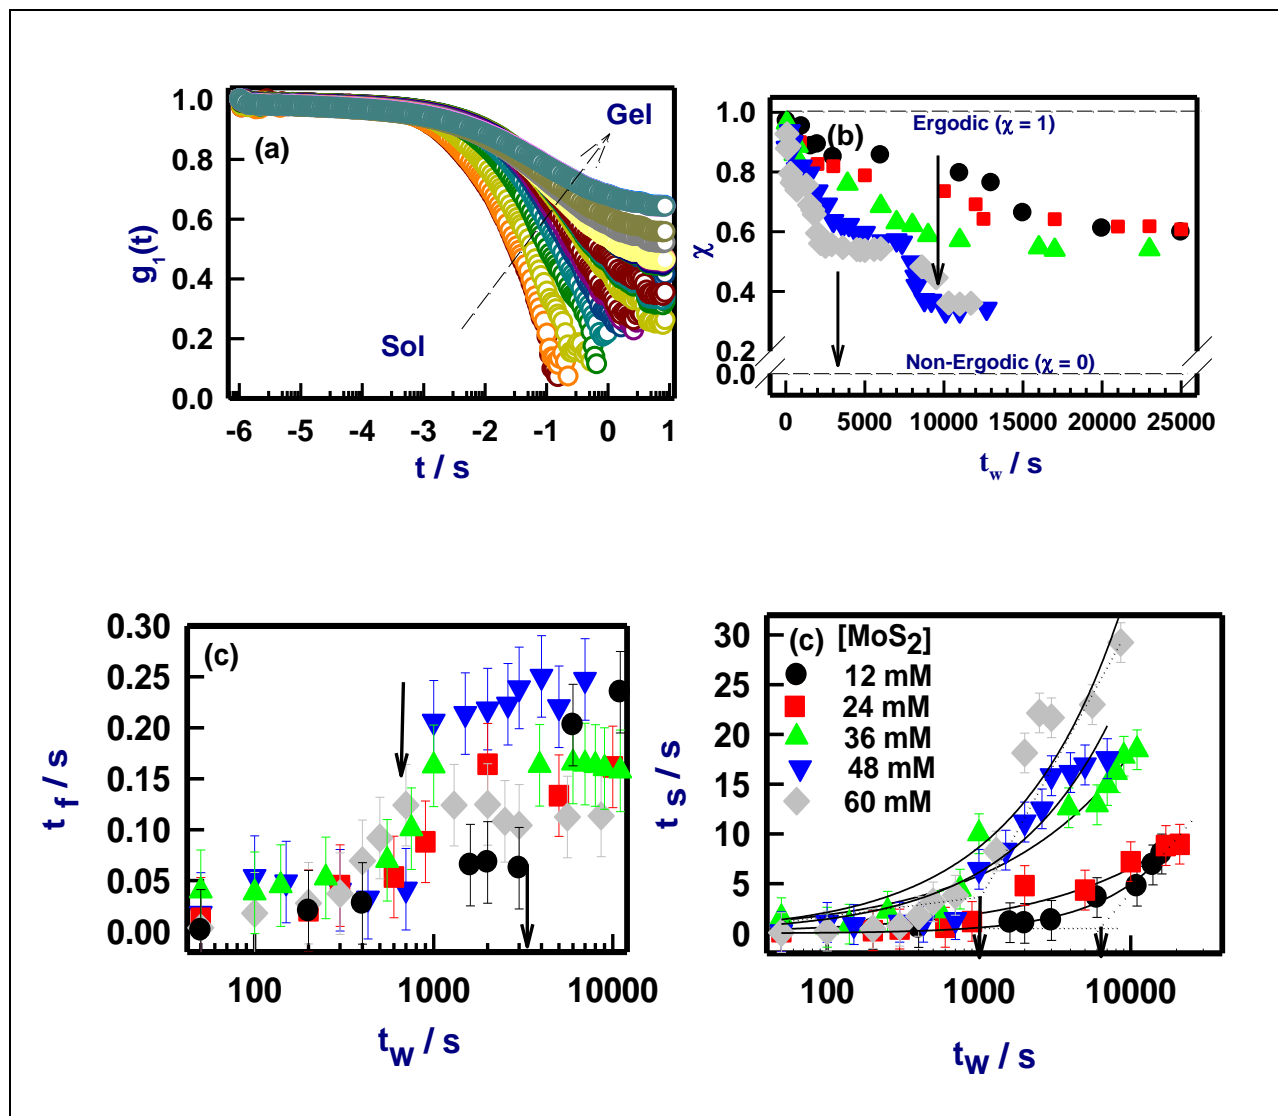 (a)
Gel
Sol
g1(t)
1.0
0.8
0.6
0.4
0.2
0.0
-6 -5 -4 -3 -2 -1 0 1
t / s
(b)
Ergodic (χ = 1)
Non-Ergodic (χ = 0)
χ
1.0
0.8
0.6
0.4
0.2
0.0
0 5000 10000 15000 20000 25000
tw / s
(c)
t f / s
0.30
0.25
0.20
0.15
0.10
0.05
0.00
100 1000 10000
tW / s
(c) [MoS2]
12 mM
24 mM
36 mM
48 mM
60 mM
t s / s
30
25
20
15
10
5
0
100 1000 10000
tW / s